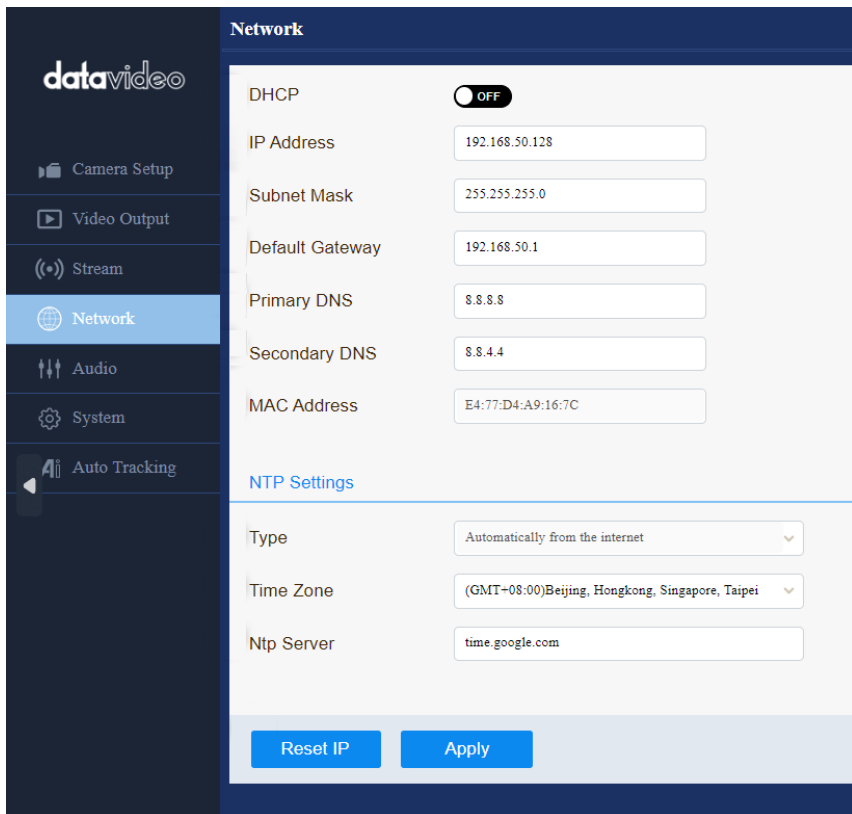 Network
datavideo
Camera Setup
Video Output
Stream
Network
Audio
System
Auto Tracking
DHCP OFF
IP Address 192.168.50.128
Subnet Mask 255.255.255.0
Default Gateway 192.168.50.1
Primary DNS 8.8.8.8
Secondary DNS 8.8.4.4
MAC Address E4:77:D4:A9:16:7C
NTP Settings
Type Automatically from the internet
Time Zone (GMT+08:00)Beijing, Hongkong, Singapore, Taipei
Ntp Server time.google.com
Reset IP Apply